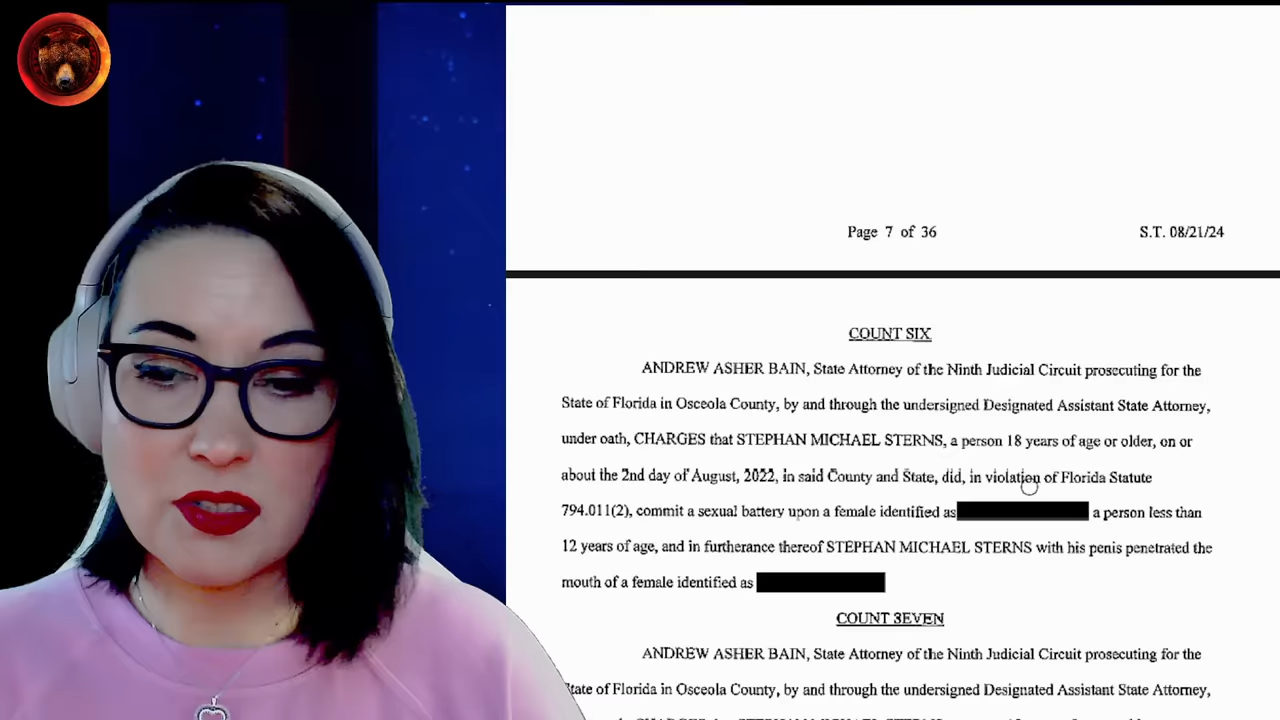 Page 7 of 36
S.T. 08/21/24
COUNT SIX
ANDREW ASHER BAIN, State Attorney of the Ninth Judicial Circuit prosecuting for the
State of Florida in Osceola County, by and through the undersigned Designated Assistant State Attorney,
under oath, CHARGES that STEPHAN MICHAEL STERNS, a person 18 years of age or older, on or
about the 2nd day of August, 2022, in said County and State, did, in violation of Florida Statute
794.011(2), commit a sexual battery upon a female identified as a person less than
12 years of age, and in furtherance thereof STEPHAN MICHAEL STERNS with his penis penetrated the
mouth of a female identified as
COUNT SEVEN
ANDREW ASHER BAIN, State Attorney of the Ninth Judicial Circuit prosecuting for the
State of Florida in Osceola County, by and through the undersigned Designated Assistant State Attorney,